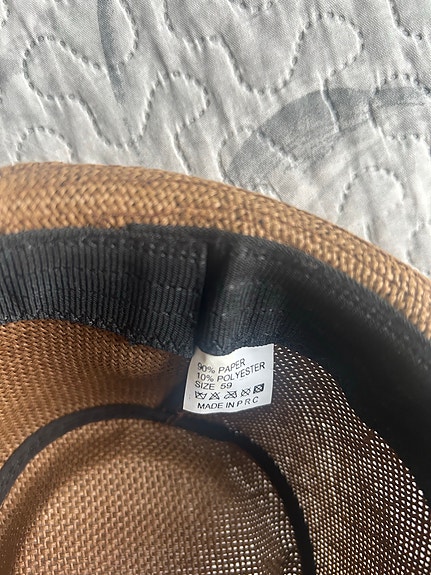 90% PAPER
10% POLYESTER
SIZE 59
MADE IN P R C